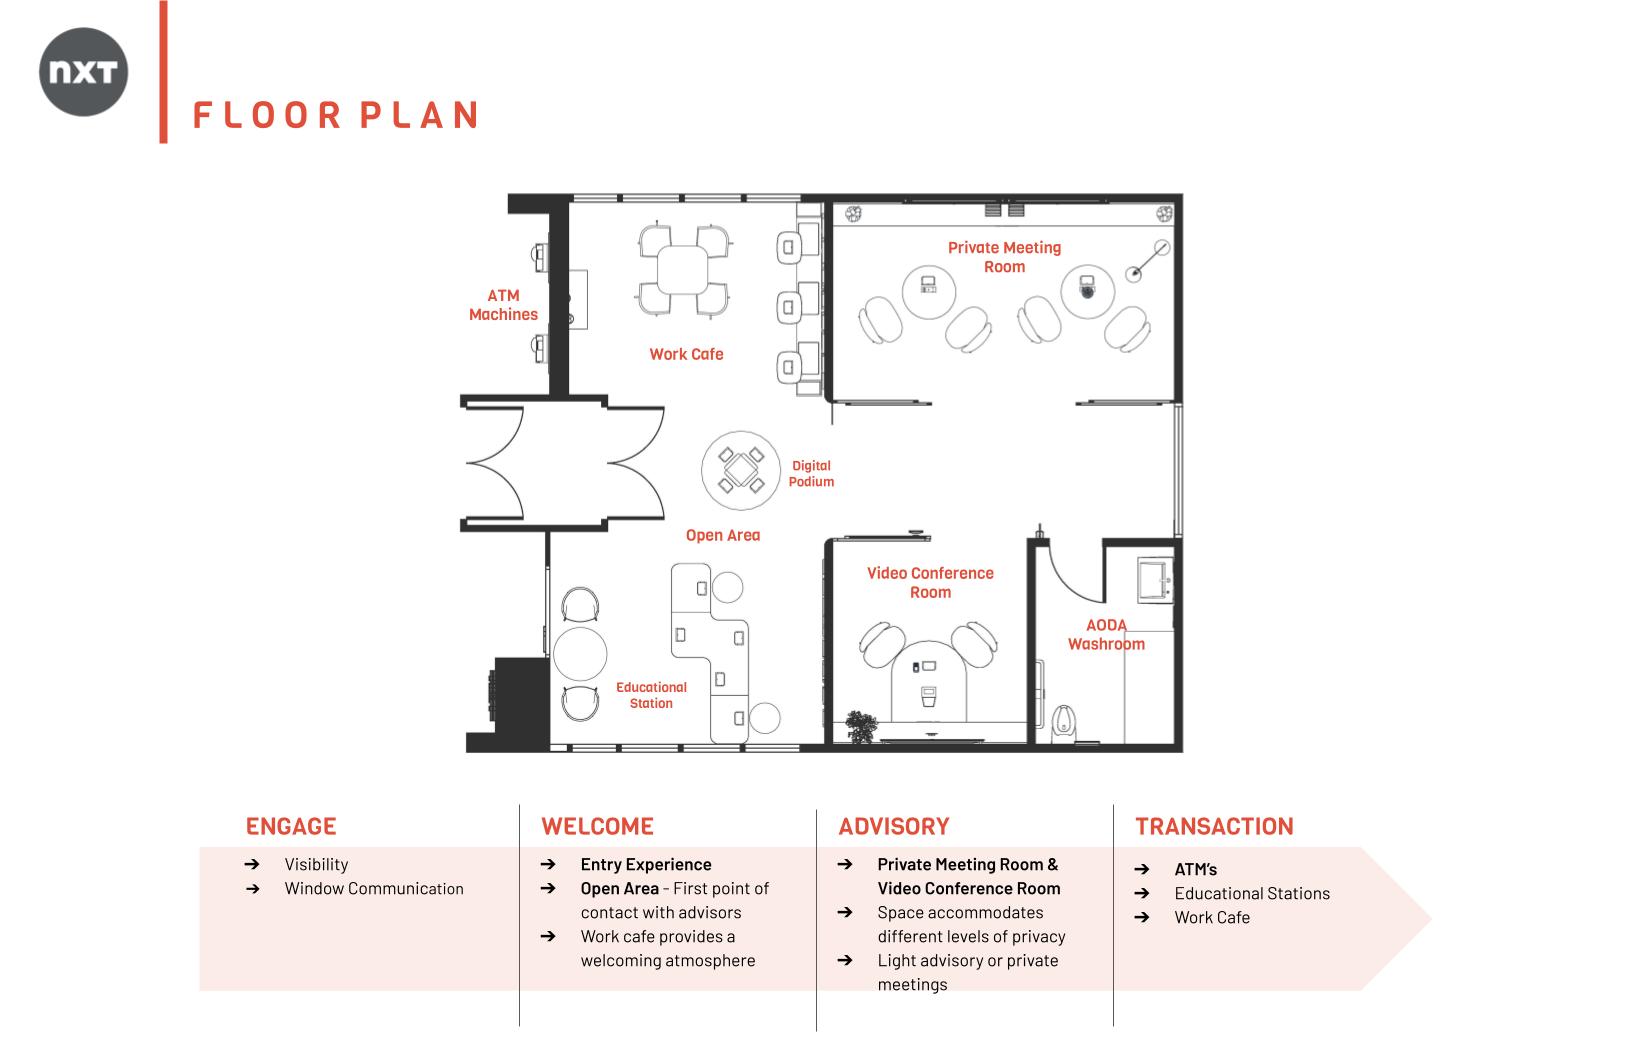 nxt
FLOOR PLAN
Private Meeting
Room
ATM
Machines
Work Cafe
Digital
Podium
Open Area
Video Conference
Room
AODA
Washroom
Educational
Station
ENGAGE
➔ Visibility
➔ Window Communication
WELCOME
➔ Entry Experience
➔ Open Area - First point of
contact with advisors
➔ Work cafe provides a
welcoming atmosphere
ADVISORY
➔ Private Meeting Room &
Video Conference Room
➔ Space accommodates
different levels of privacy
➔ Light advisory or private
meetings
TRANSACTION
➔ ATM's
➔ Educational Stations
➔ Work Cafe